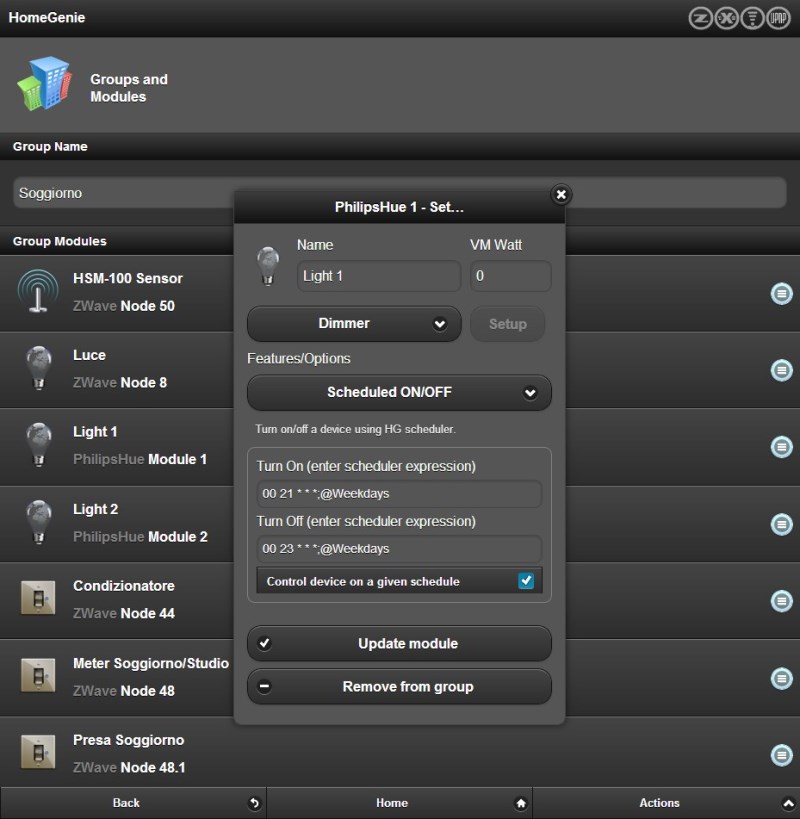 HomeGenie
UPNP
Groups and
Modules
Group Name
Soggiorno
PhilipsHue 1 - Set...
Group Modules
Name
VM Watt
Light 1
0
HSM-100 Sensor
ZWave Node 50
Dimmer
Setup
Luce
ZWave Node 8
Features/Options
Scheduled ON/OFF
Turn on/off a device using HG scheduler.
Light 1
PhilipsHue Module 1
Turn On (enter scheduler expression)
00 21 * * *;@Weekdays
Turn Off (enter scheduler expression)
00 23 * * *;@Weekdays
Light 2
PhilipsHue Module 2
Control device on a given schedule
Condizionatore
ZWave Node 44
Update module
Meter Soggiorno/Studio
ZWave Node 48
Remove from group
Presa Soggiorno
ZWave Node 48.1
Back
Home
Actions